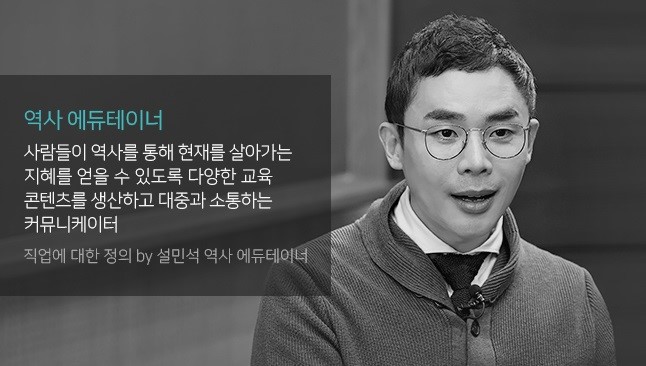 역사 에듀테이너
사람들이 역사를 통해 현재를 살아가는
지혜를 얻을 수 있도록 다양한 교육
콘텐츠를 생산하고 대중과 소통하는
커뮤니케이터
직업에 대한 정의 by 설민석 역사 에듀테이너